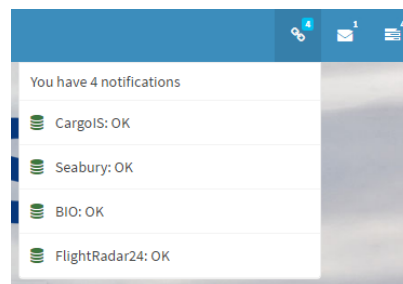 4
1
4
You have 4 notifications
CargoIS: OK
Seabury: OK
BIO: OK
FlightRadar24: OK